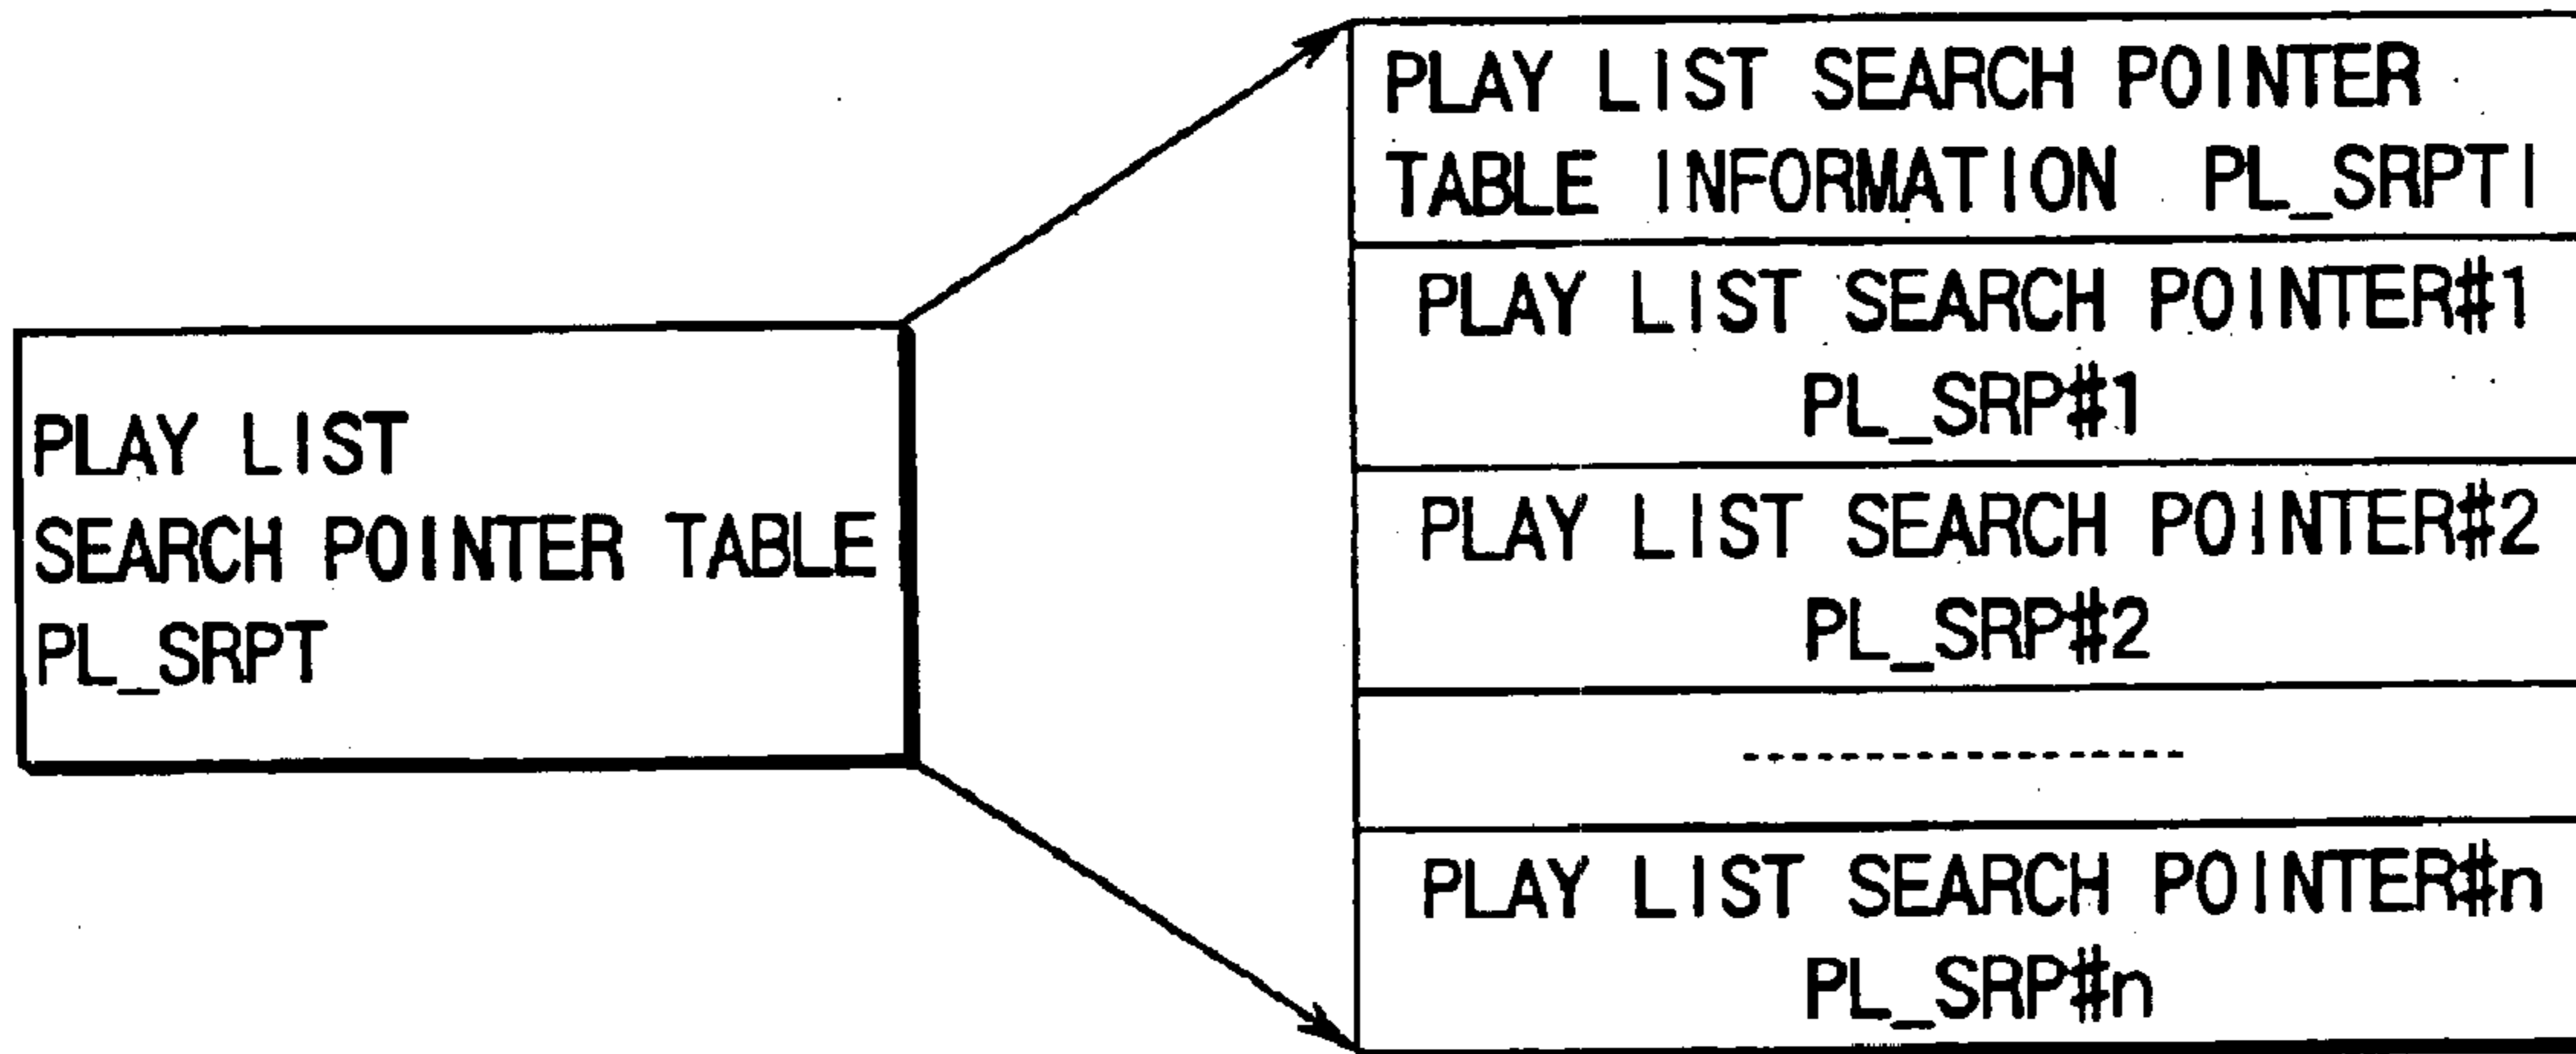 PLAY LIST
SEARCH POINTER TABLE
PL_SRPT
PLAY LIST SEARCH POINTER
TABLE INFORMATION PL_SRPTI
PLAY LIST SEARCH POINTER#1
PL_SRP#1
PLAY LIST SEARCH POINTER#2
PL_SRP#2
PLAY LIST SEARCH POINTER#n
PL_SRP#n